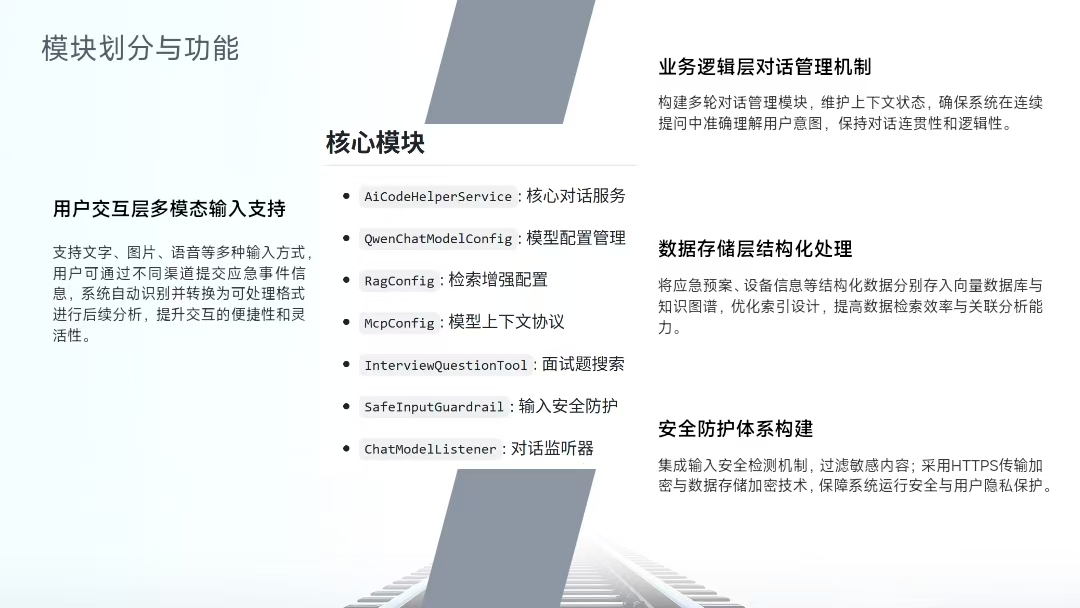 模块划分与功能
用户交互层多模态输入支持
支持文字、图片、语音等多种输入方式，
用户可通过不同渠道提交应急事件信
息，系统自动识别并转换为可处理格式
进行后续分析，提升交互的便捷性和灵
活性。
核心模块
AiCodeHelperService：核心对话服务
QwenChatModelConfig：模型配置管理
RagConfig：检索增强配置
McpConfig：模型上下文协议
InterviewQuestionTool：面试题搜索
SafeInputGuardrail：输入安全防护
ChatModelListener：对话监听器
业务逻辑层对话管理机制
构建多轮对话管理模块，维护上下文状态，确保系统在连续
提问中准确理解用户意图，保持对话连贯性和逻辑性。
数据存储层结构化处理
将应急预案、设备信息等结构化数据分别存入向量数据库与
知识图谱，优化索引设计，提高数据检索效率与关联分析能
力。
安全防护体系构建
集成输入安全检测机制，过滤敏感内容；采用HTTPS传输加
密与数据存储加密技术，保障系统运行安全与用户隐私保护。